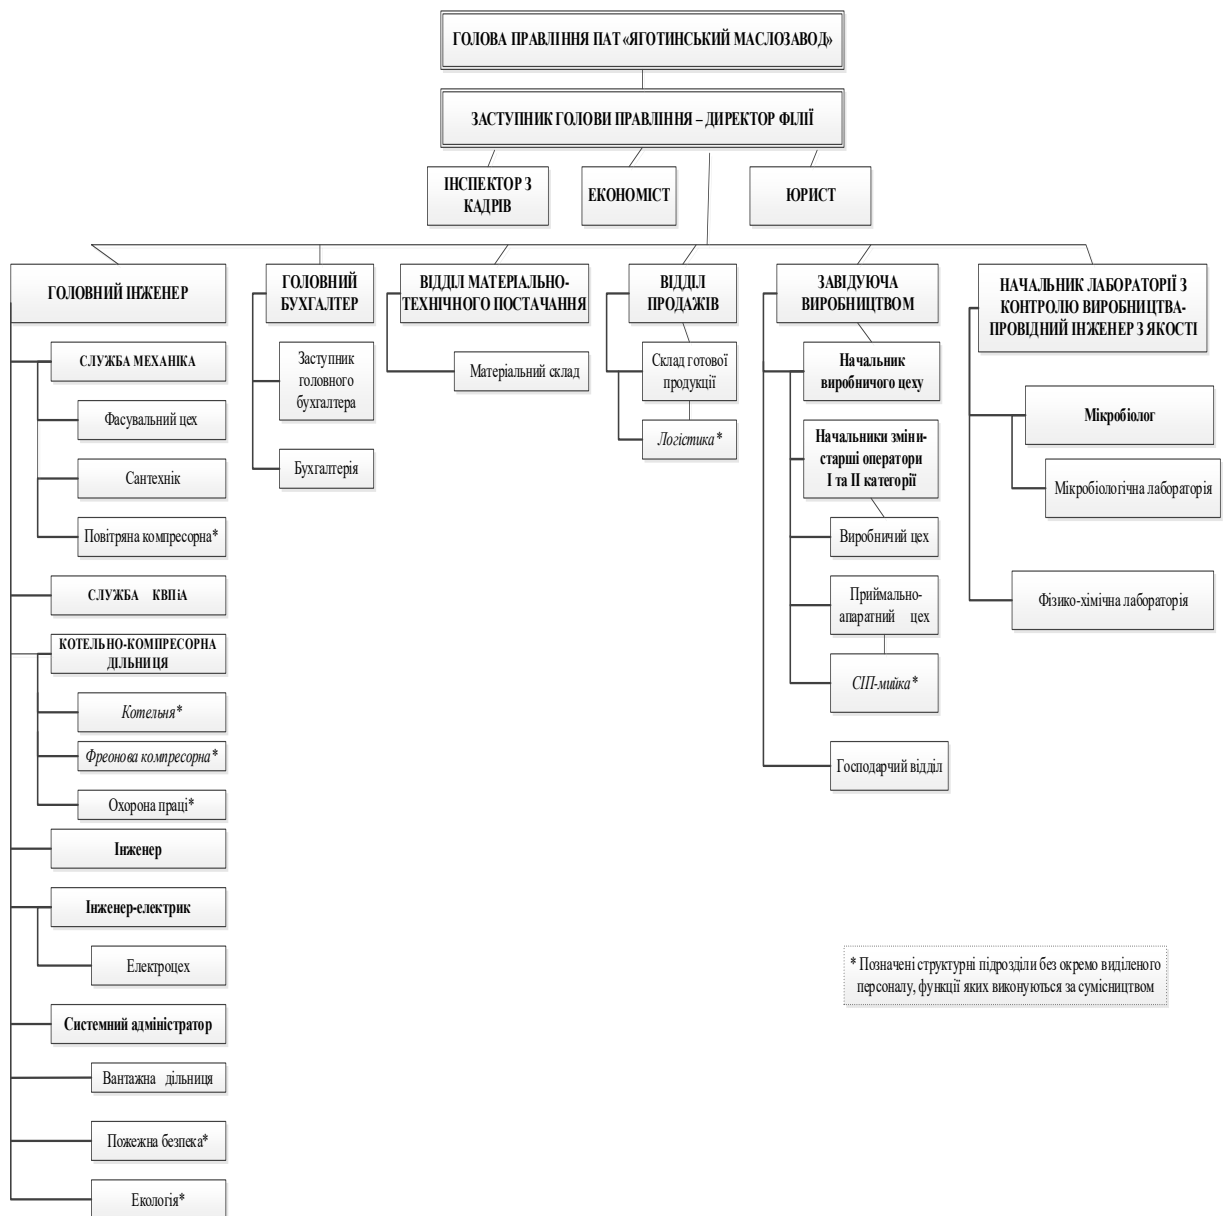 ГОЛОВА ПРАВЛІННЯ ПАТ «ЯГОТИНСЬКИЙ МАСЛОЗАВОД»
ЗАСТУПНИК ГОЛОВИ ПРАВЛІННЯ – ДИРЕКТОР ФІЛІЇ
ІНСПЕКТОР З
КАДРІВ
ЕКОНОМІСТ
ЮРИСТ
ГОЛОВНИЙ ІНЖЕНЕР
СЛУЖБА МЕХАНІКА
Фасувальний цех
Сантехнік
Повітряна компресорна*
СЛУЖБА КВПіА
КОТЕЛЬНО-КОМПРЕСОРНА
ДІЛЬНИЦЯ
Котельня*
Фреонова компресорна*
Охорона праці*
Інженер
Інженер-електрик
Електроцех
Системний адміністратор
Вантажна дільниця
Пожежна безпека*
Екологія*
ГОЛОВНИЙ
БУХГАЛТЕР
Заступник
головного
бухгалтера
Бухгалтерія
ВІДДІЛ МАТЕРІАЛЬНО-
ТЕХНІЧНОГО ПОСТАЧАННЯ
Матеріальний склад
ВІДДІЛ
ПРОДАЖІВ
Склад готової
продукції
Логістика*
ЗАВІДУЮЧА
ВИРОБНИЦТВОМ
Начальник
виробничого цеху
Начальники зміни-
старші оператори
І та ІІ категорії
Виробничий цех
Приймально-
апаратний цех
СІП-мийка*
Господарчий відділ
НАЧАЛЬНИК ЛАБОРАТОРІЇ З
КОНТРОЛЮ ВИРОБНИЦТВА-
ПРОВІДНИЙ ІНЖЕНЕР З ЯКОСТІ
Мікробіолог
Мікробіологічна лабораторія
Фізико-хімічна лабораторія
* Позначені структурні підрозділи без окремо виділеного
персоналу, функції яких виконуються за сумісництвом